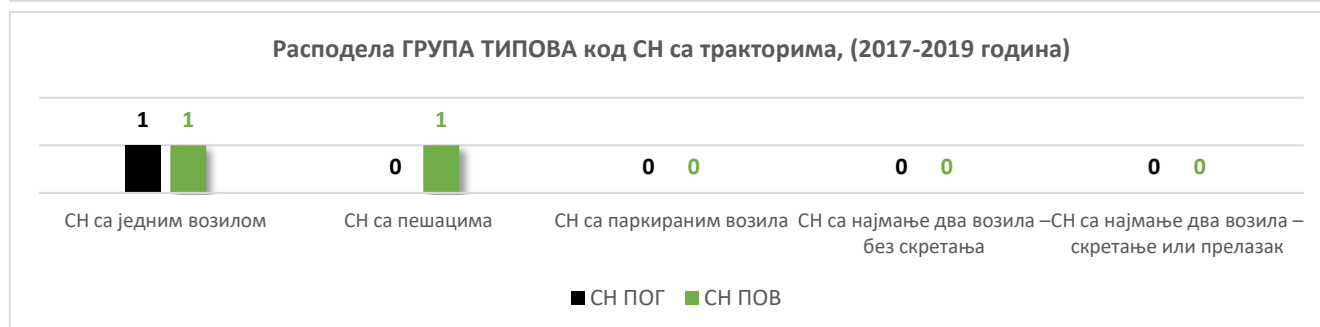 Расподела ГРУПА ТИПОВА код СН са тракторима, (2017-2019 година)
1 1 0 1 0 0 0 0 0 0
СН са једним возилом
СН са пешацима
СН са паркираним возила
СН са најмање два возила –
без скретања
СН са најмање два возила –
скретање или прелазак
СН ПОГ СН ПОВ